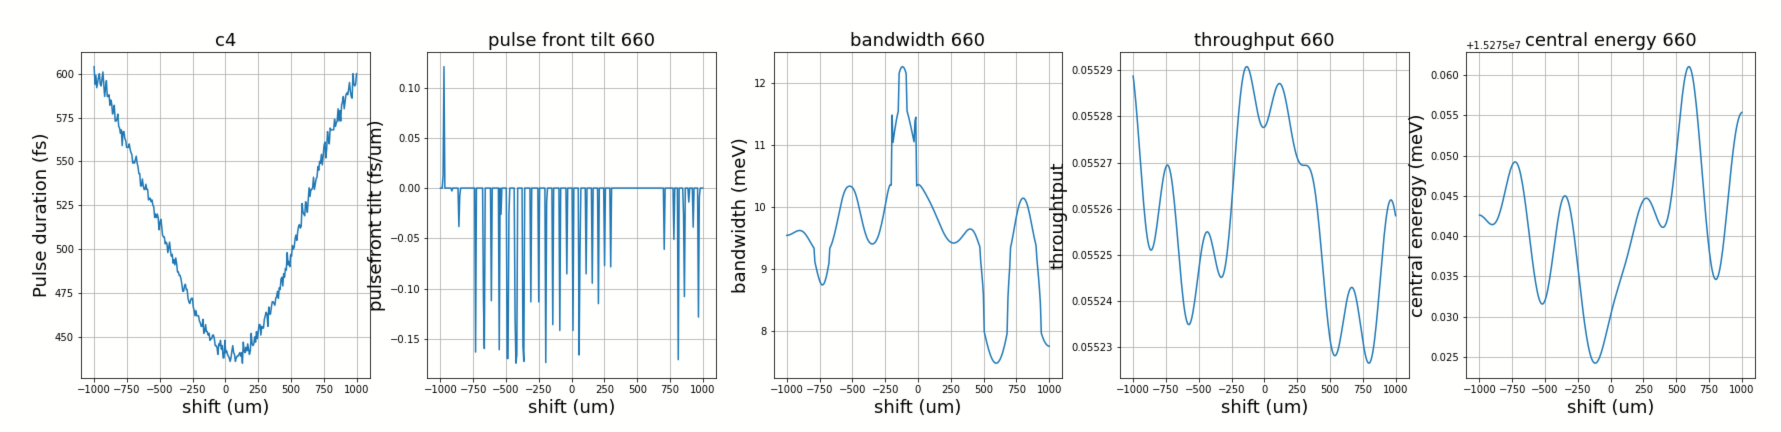 c4
600
575
550
525
500
475
450
Pulse duration (fs)
−1000 −750 −500 −250 0 250 500 750 1000
shift (um)
pulse front tilt 660
0.10
0.05
0.00
−0.05
−0.10
−0.15
pulsefront tilt (fs/um)
−1000 −750 −500 −250 0 250 500 750 1000
shift (um)
bandwidth 660
12
11
10
9
8
bandwidth (meV)
−1000 −750 −500 −250 0 250 500 750 1000
shift (um)
throughput 660
0.05529
0.05528
0.05527
0.05526
0.05525
0.05524
0.05523
throughtput
−1000 −750 −500 −250 0 250 500 750 1000
shift (um)
+1.5275e7 central energy 660
0.060
0.055
0.050
0.045
0.040
0.035
0.030
0.025
central eneregy (meV)
−1000 −750 −500 −250 0 250 500 750 1000
shift (um)